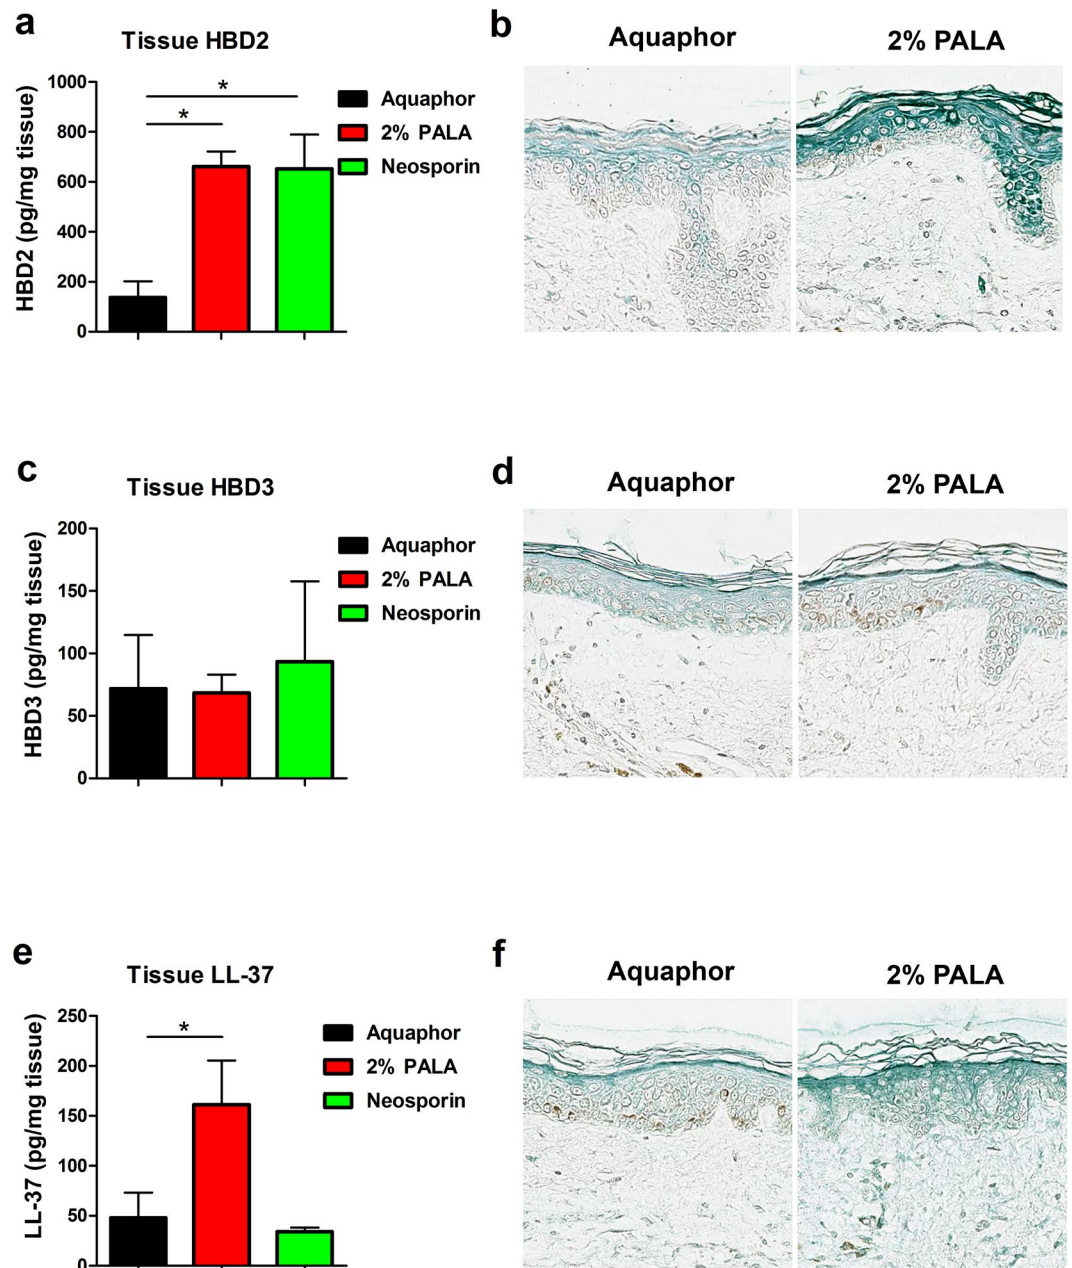 a
Tissue HBD2
HBD2 (pg/mg tissue)
1000
800
600
400
200
0
*
*
Aquaphor
2% PALA
Neosporin
b
Aquaphor
2% PALA
c
Tissue HBD3
HBD3 (pg/mg tissue)
200
150
100
50
0
Aquaphor
2% PALA
Neosporin
d
Aquaphor
2% PALA
e
Tissue LL-37
LL-37 (pg/mg tissue)
250
200
150
100
50
0
*
Aquaphor
2% PALA
Neosporin
f
Aquaphor
2% PALA